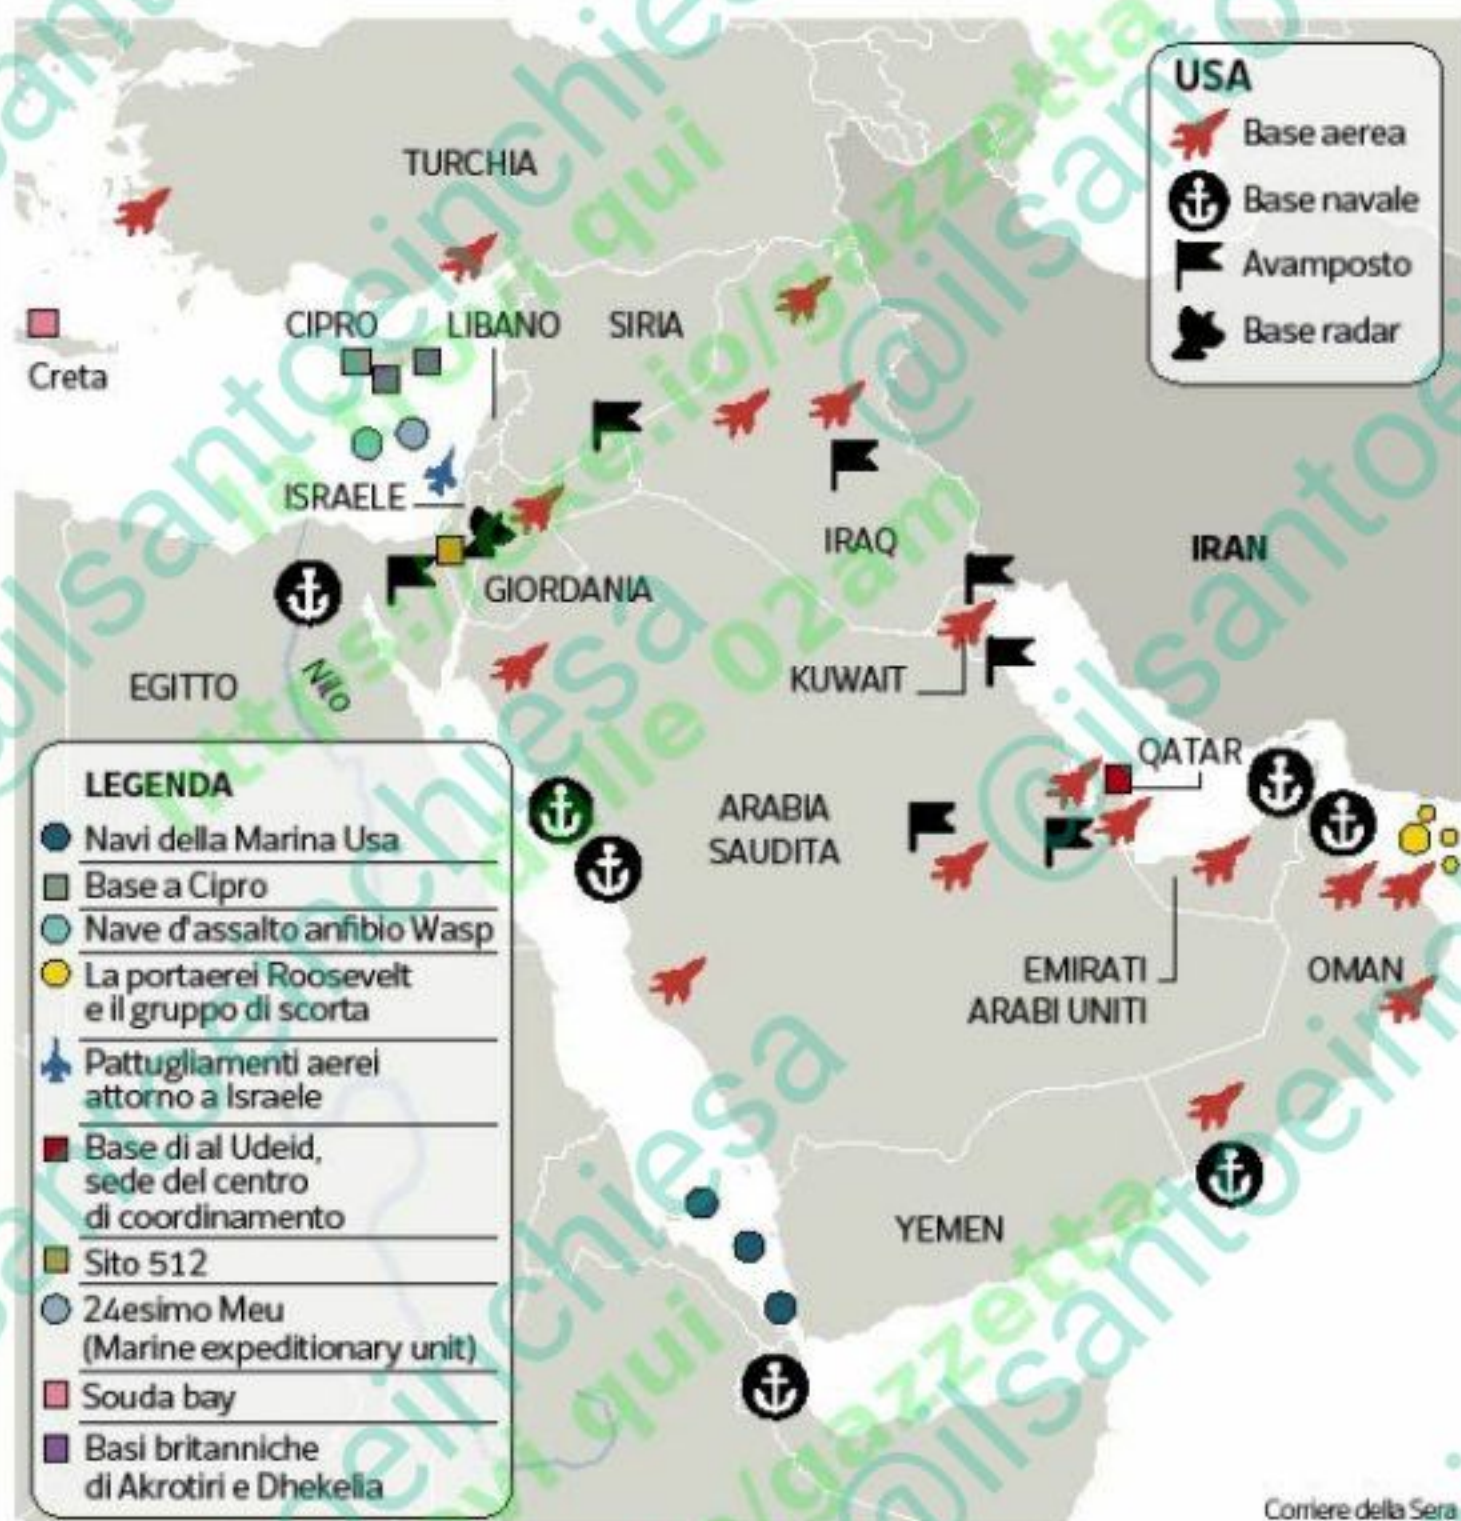 USA
Base aerea
Base navale
Avamposto
Base radar
TURCHIA
CIPRO
LIBANO
SIRIA
Creta
ISRAELE
IRAQ
IRAN
GIORDANIA
EGITTO
Nilo
KUWAIT
QATAR
ARABIA
SAUDITA
EMIRATI
ARABI UNITI
OMAN
YEMEN
LEGENDA
Navi della Marina Usa
Base a Cipro
Nave d'assalto anfibio Wasp
La portaerei Roosevelt
e il gruppo di scorta
Pattugliamenti aerei
attorno a Israele
Base di al Udeid,
sede del centro
di coordinamento
Sito 512
24esimo Meu
(Marine expeditionary unit)
Souda bay
Basi britanniche
di Akrotiri e Dhekelia
Corriere della Sera
@ilsantoeinchiesa
@ilsantoein
dalle 02am